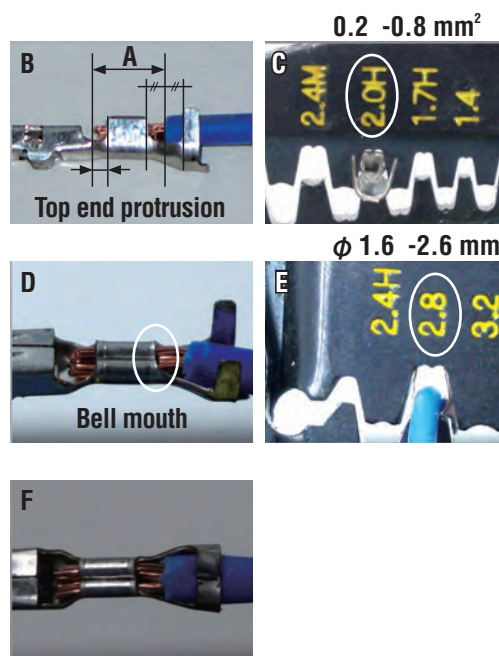 0.2 -0.8 mm²
B
A
C
2.4M
2.0H
1.7H
1.4
Top end protrusion
ϕ 1.6 -2.6 mm
D
E
2.4H
2.8
3.2
Bell mouth
F